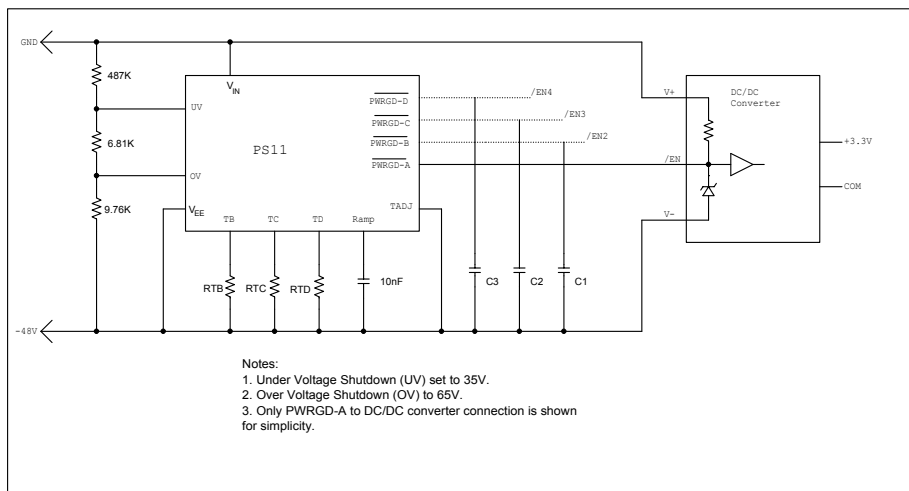 GND
487K
6.81K
9.76K
-48V
VIN
UV
OV
VEE
PS11
PWRGD-D
PWRGD-C
PWRGD-B
PWRGD-A
TADJ
TB
TC
TD
Ramp
/EN4
/EN3
/EN2
/EN
RTB
RTC
RTD
10nF
C3
C2
C1
V+
V-
DC/DC
Converter
+3.3V
COM
Notes:
1. Under Voltage Shutdown (UV) set to 35V.
2. Over Voltage Shutdown (OV) to 65V.
3. Only PWRGD-A to DC/DC converter connection is shown
for simplicity.